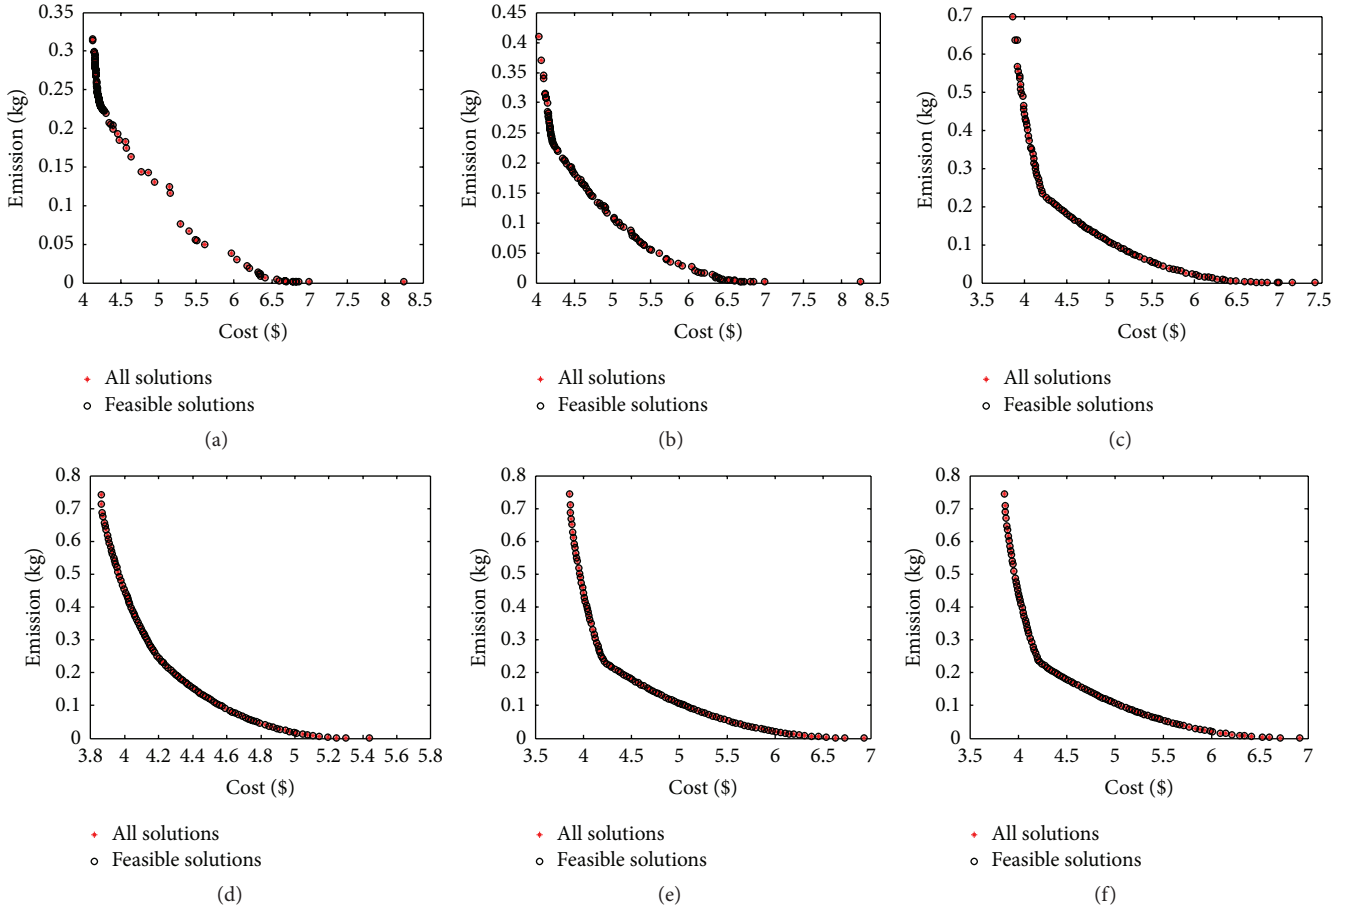 0.35
0.3
0.25
0.2
0.15
0.1
0.05
0
Emission (kg)
4 4.5 5 5.5 6 6.5 7 7.5 8 8.5
Cost ($)
All solutions
Feasible solutions
(a)
0.45
0.4
0.35
0.3
0.25
0.2
0.15
0.1
0.05
0
Emission (kg)
4 4.5 5 5.5 6 6.5 7 7.5 8 8.5
Cost ($)
All solutions
Feasible solutions
(b)
0.7
0.6
0.5
0.4
0.3
0.2
0.1
0
Emission (kg)
3.5 4 4.5 5 5.5 6 6.5 7 7.5
Cost ($)
All solutions
Feasible solutions
(c)
0.8
0.7
0.6
0.5
0.4
0.3
0.2
0.1
0
Emission (kg)
3.8 4 4.2 4.4 4.6 4.8 5 5.2 5.4 5.6 5.8
Cost ($)
All solutions
Feasible solutions
(d)
0.8
0.7
0.6
0.5
0.4
0.3
0.2
0.1
0
Emission (kg)
3.5 4 4.5 5 5.5 6 6.5 7
Cost ($)
All solutions
Feasible solutions
(e)
0.8
0.7
0.6
0.5
0.4
0.3
0.2
0.1
0
Emission (kg)
4 4.5 5 5.5 6 6.5 7
Cost ($)
All solutions
Feasible solutions
(f)